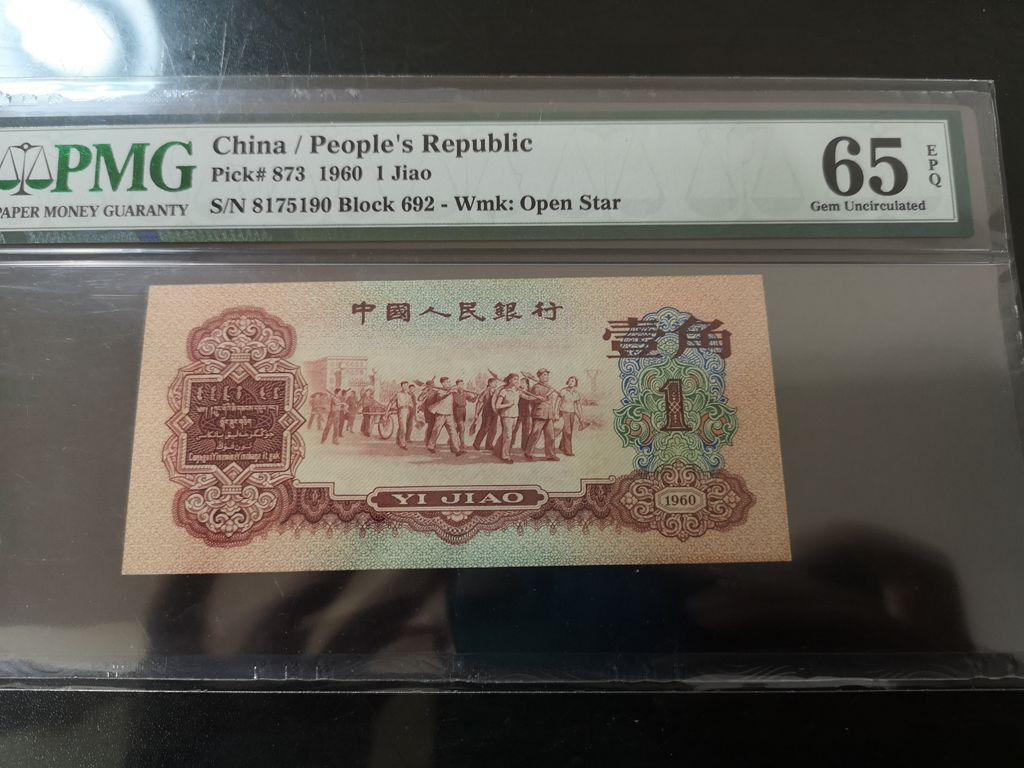 PMG
PAPER MONEY GUARANTY
China / People's Republic
Pick# 873 1960 1 Jiao
S/N 8175190 Block 692 - Wmk: Open Star
65
EPQ
Gem Uncirculated
中國人民銀行
壹角
1
YI JIAO
1960